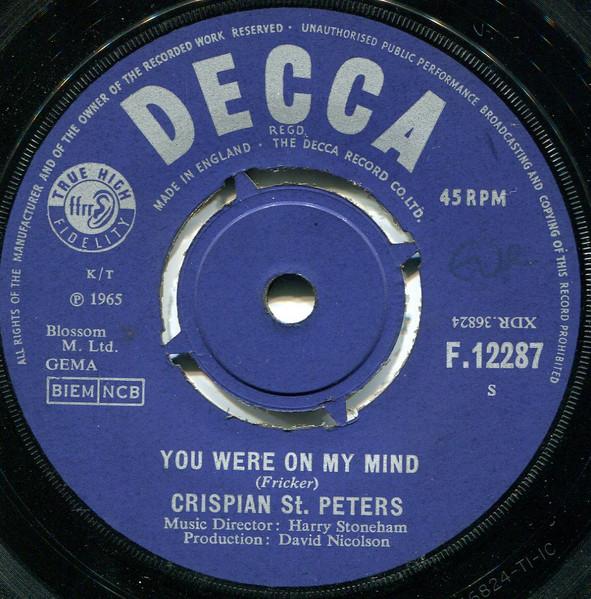 ALL RIGHTS OF THE MANUFACTURER AND OF THE OWNER OF THE RECORDED WORK RESERVED · UNAUTHORISED PUBLIC PERFORMANCE BROADCASTING AND COPYING OF THIS RECORD PROHIBITED
DECCA
REGD.
MADE IN ENGLAND · THE DECCA RECORD CO. LTD.
TRUE HIGH
ffrr
FIDELITY
45 RPM
K/T
℗ 1965
Blossom
M. Ltd.
GEMA
BIEM NCB
XDR.36824
F.12287
S
YOU WERE ON MY MIND
(Fricker)
CRISPIAN St. PETERS
Music Director: Harry Stoneham
Production: David Nicolson
6824-TI-IC